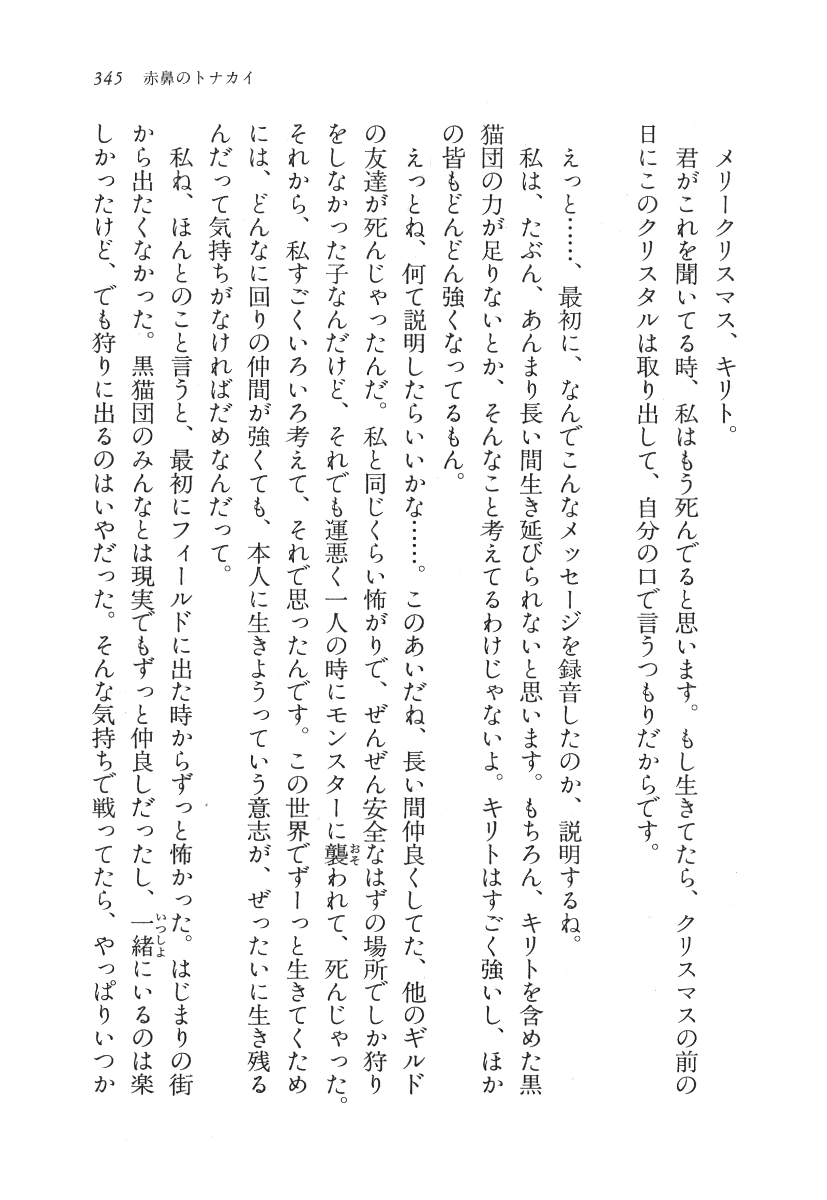 345 赤鼻のトナカイ
メリークリスマス、キリト。
君がこれを聞いてる時、私はもう死んでると思います。もし生きてたら、クリスマスの前の
日にこのクリスタルは取り出して、自分の口で言うつもりだからです。
えっと……、最初に、なんでこんなメッセージを録音したのか、説明するね。
私は、たぶん、あんまり長い間生き延びられないと思います。もちろん、キリトを含めた黒
猫団の力が足りないとか、そんなこと考えてるわけじゃないよ。キリトはすごく強いし、ほか
の皆もどんどん強くなってるもん。
えっとね、何て説明したらいいかな……。このあいだね、長い間仲良くしてた、他のギルド
の友達が死んじゃったんだ。私と同じくらい怖がりで、ぜんぜん安全なはずの場所でしか狩り
をしなかった子なんだけど、それでも運悪く一人の時にモンスターに襲われて、死んじゃった。
それから、私すごくいろいろ考えて、それで思ったんです。この世界でずーっと生きてくため
には、どんなに回りの仲間が強くても、本人に生きようっていう意志が、ぜったいに生き残る
んだって気持ちがなければだめなんだって。
私ね、ほんとのこと言うと、最初にフィールドに出た時からずっと怖かった。はじまりの街
から出たくなかった。黒猫団のみんなとは現実でもずっと仲良しだったし、一緒にいるのは楽
しかったけど、でも狩りに出るのはいやだった。そんな気持ちで戦ってたら、やっぱりいつか
おそ
いつしよ